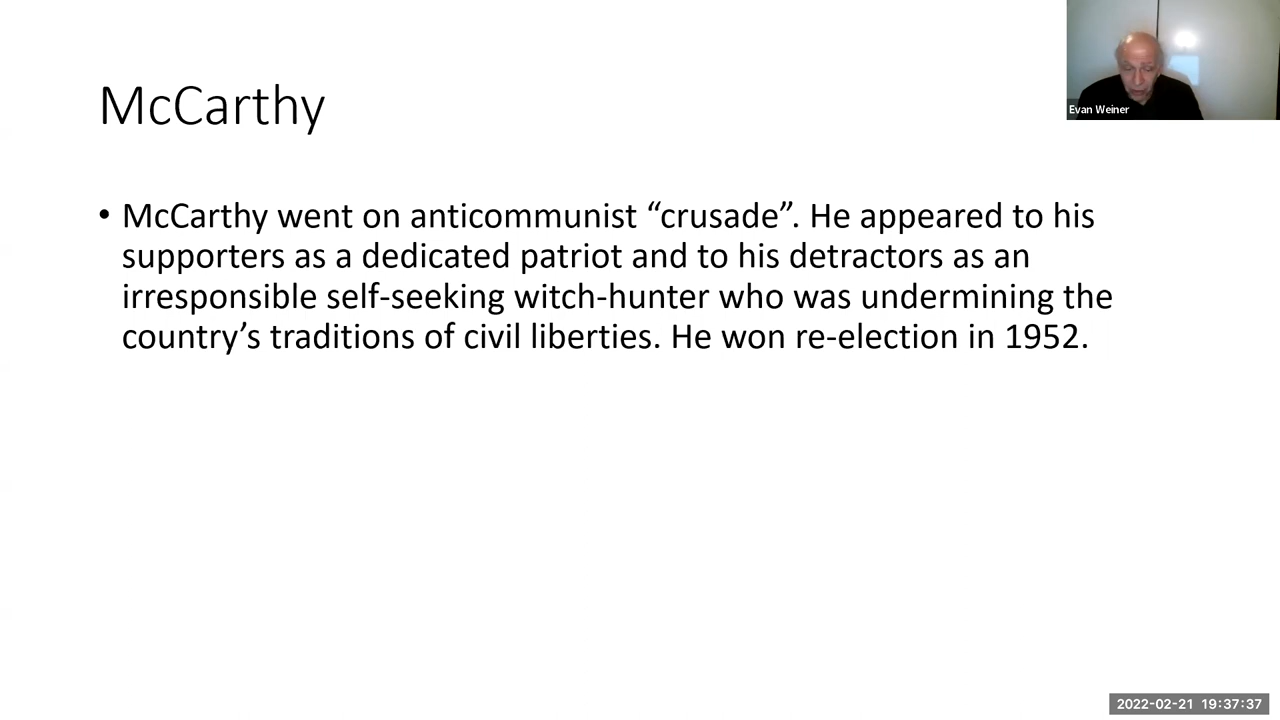 McCarthy
Evan Weiner
• McCarthy went on anticommunist “crusade”. He appeared to his
supporters as a dedicated patriot and to his detractors as an
irresponsible self-seeking witch-hunter who was undermining the
country’s traditions of civil liberties. He won re-election in 1952.
2022-02-21 19:37:37